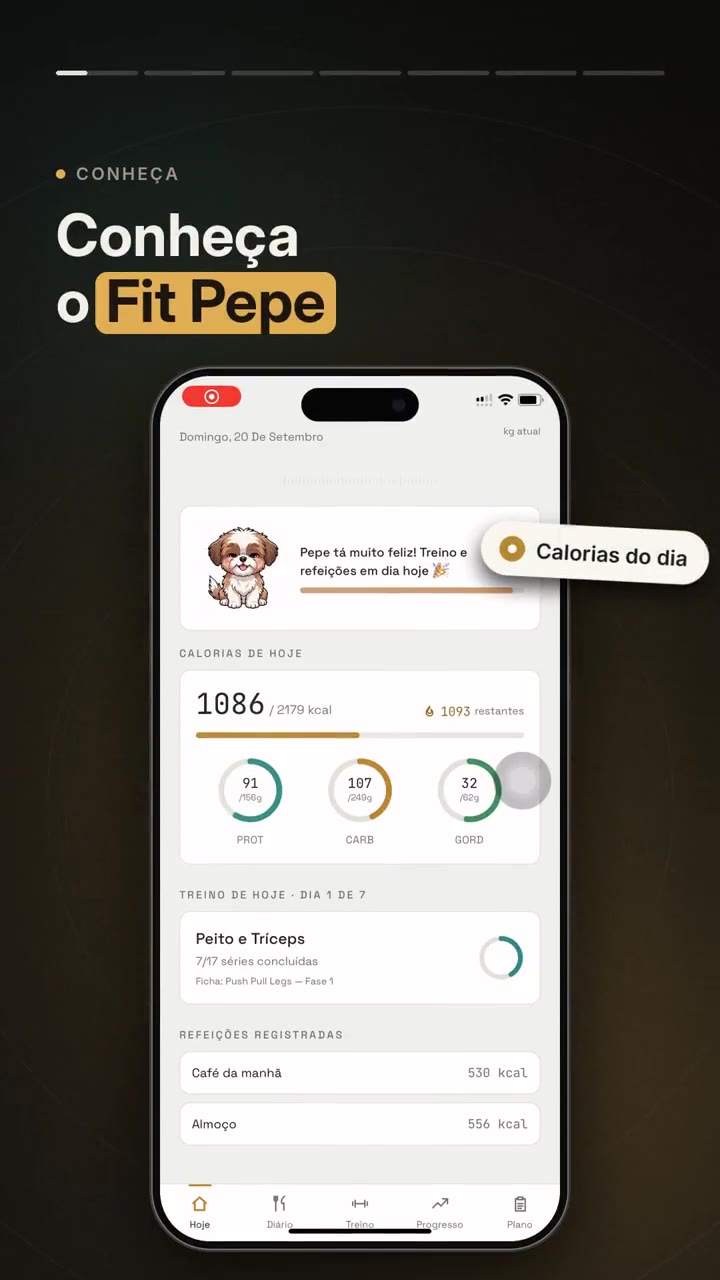 CONHEÇA
Conheça
o Fit Pepe
Domingo, 20 De Setembro
kg atual
Pepe tá muito feliz! Treino e
refeições em dia hoje 🎉
Calorias do dia
CALORIAS DE HOJE
1086 / 2179 kcal
1093 restantes
91
/156g
PROT
107
/249g
CARB
32
/62g
GORD
TREINO DE HOJE · DIA 1 DE 7
Peito e Tríceps
7/17 séries concluídas
Ficha: Push Pull Legs — Fase 1
REFEIÇÕES REGISTRADAS
Café da manhã 530 kcal
Almoço 556 kcal
Hoje Diário Treino Progresso Plano